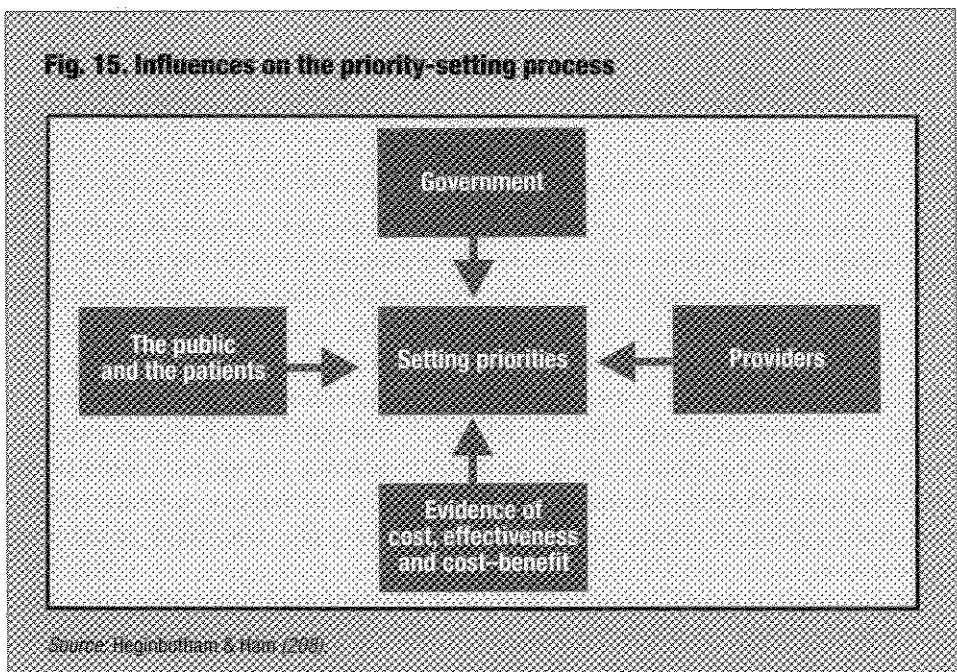 Fig. 15. Influences on the priority-setting process
Government
The public
and the patients
Setting priorities
Providers
Evidence of
cost, effectiveness
and cost–benefit
Source: Heginbotham & Ham (208).